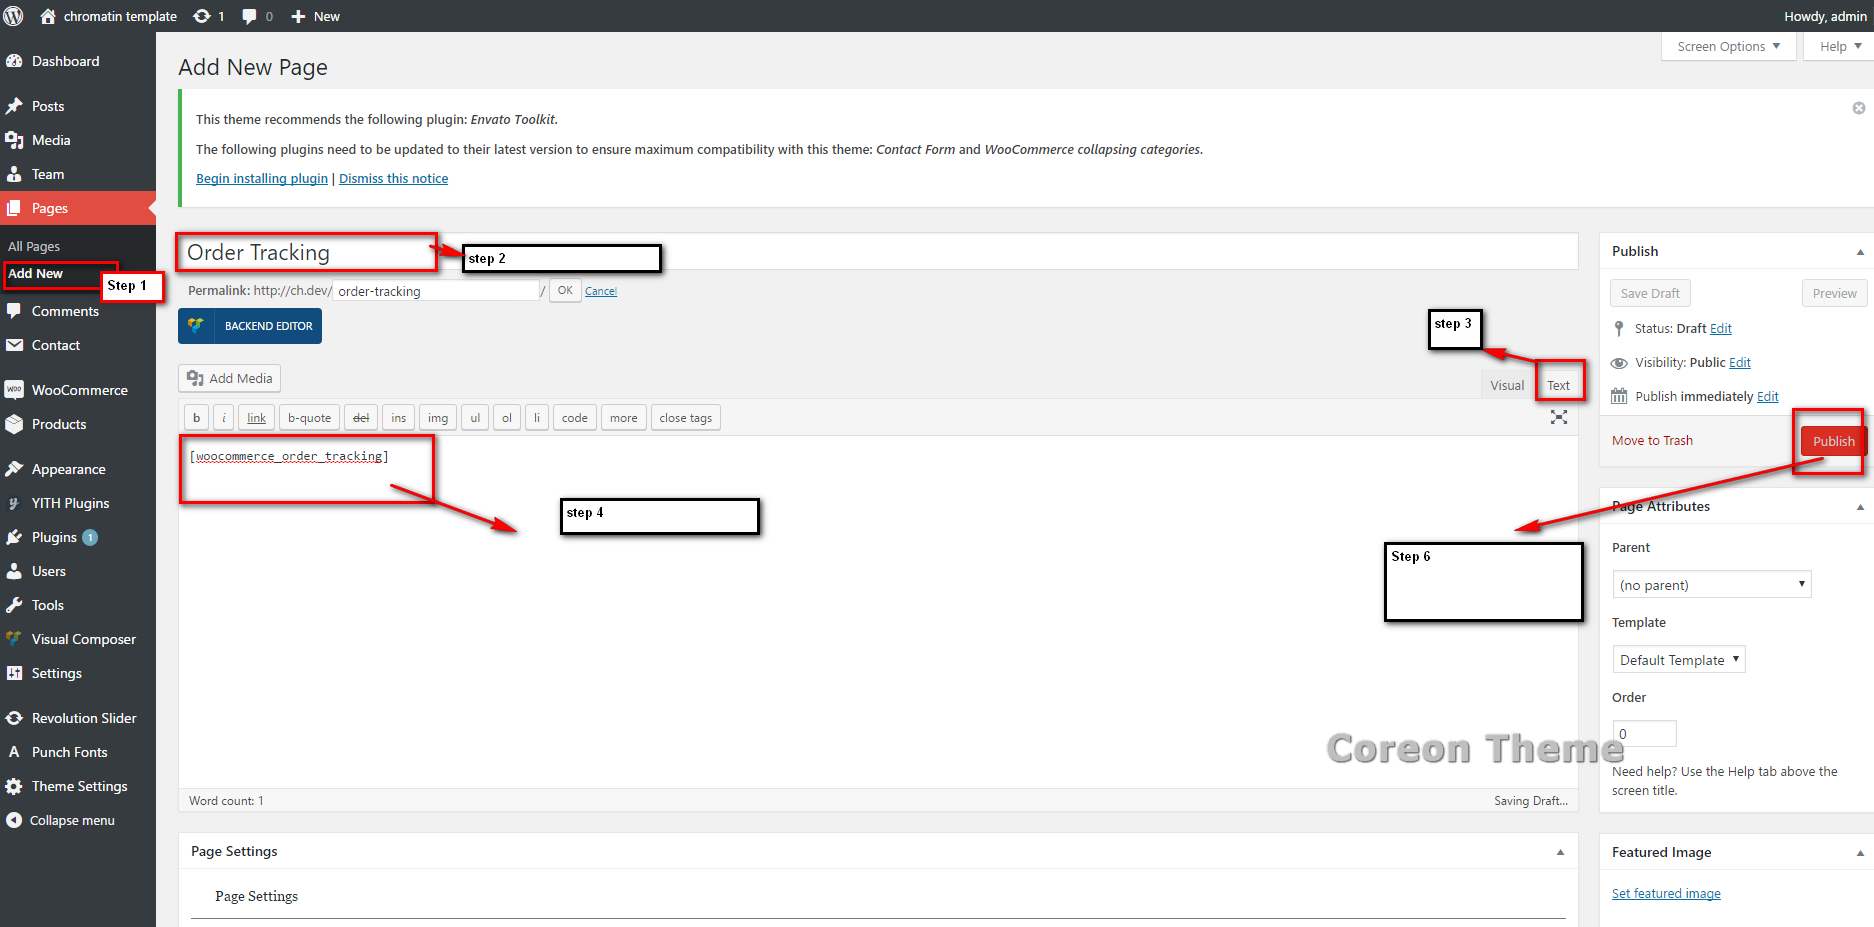 chromatin template 1 0 New Howdy, admin
Screen Options Help
Dashboard
Posts
Media
Team
Pages
All Pages
Add New
Step 1
Comments
Contact
woo WooCommerce
Products
Appearance
YITH Plugins
Plugins 1
Users
Tools
Visual Composer
Settings
Revolution Slider
Punch Fonts
Theme Settings
Collapse menu
Add New Page
This theme recommends the following plugin: Envato Toolkit.
The following plugins need to be updated to their latest version to ensure maximum compatibility with this theme: Contact Form and WooCommerce collapsing categories.
Begin installing plugin | Dismiss this notice
Order Tracking
step 2
Permalink: http://ch.dev/ order-tracking / OK Cancel
BACKEND EDITOR
step 3
Add Media
Visual Text
b i link b-quote del ins img ul ol li code more close tags
[woocommerce_order_tracking]
step 4
Step 6
Word count: 1
Saving Draft...
Page Settings
Page Settings
Publish
Save Draft Preview
Status: Draft Edit
Visibility: Public Edit
Publish immediately Edit
Move to Trash Publish
Page Attributes
Parent
(no parent)
Template
Default Template
Order
0
Coreon Theme
Need help? Use the Help tab above the
screen title.
Featured Image
Set featured image